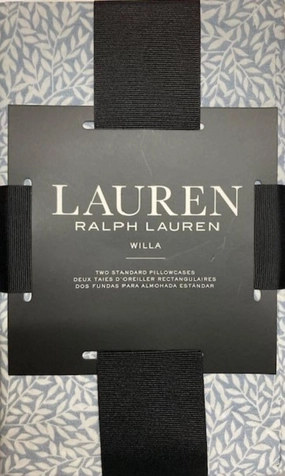 LAUREN
RALPH LAUREN
WILLA
TWO STANDARD PILLOWCASES
DEUX TAIES D'OREILLER RECTANGULAIRES
DOS FUNDAS PARA ALMOHADA ESTANDAR